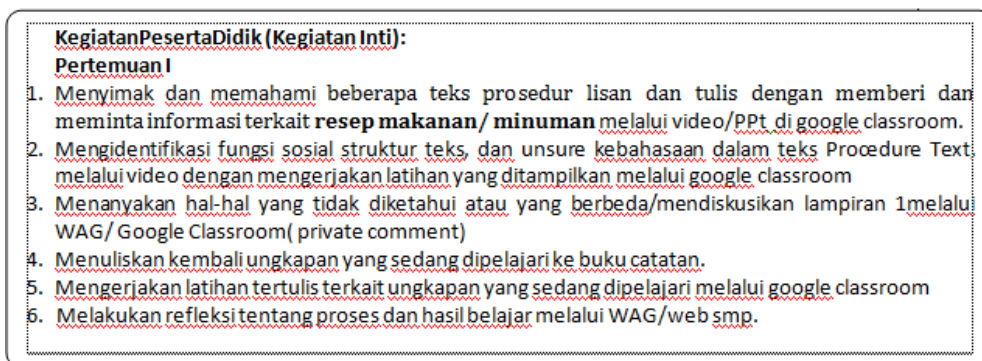 KegiatanPesertaDidik (Kegiatan Inti):
Pertemuan I
1. Menyimak dan memahami beberapa teks prosedur lisan dan tulis dengan memberi dan
meminta informasi terkait resep makanan/ minuman melalui video/PPt di google classroom.
2. Mengidentifikasi fungsi sosial struktur teks, dan unsure kebahasaan dalam teks Procedure Text,
melalui video dengan mengerjakan latihan yang ditampilkan melalui google classroom
3. Menanyakan hal-hal yang tidak diketahui atau yang berbeda/mendiskusikan lampiran 1melalui
WAG/ Google Classroom( private comment)
4. Menuliskan kembali ungkapan yang sedang dipelajari ke buku catatan.
5. Mengerjakan latihan tertulis terkait ungkapan yang sedang dipelajari melalui google classroom
6. Melakukan refleksi tentang proses dan hasil belajar melalui WAG/web smp.